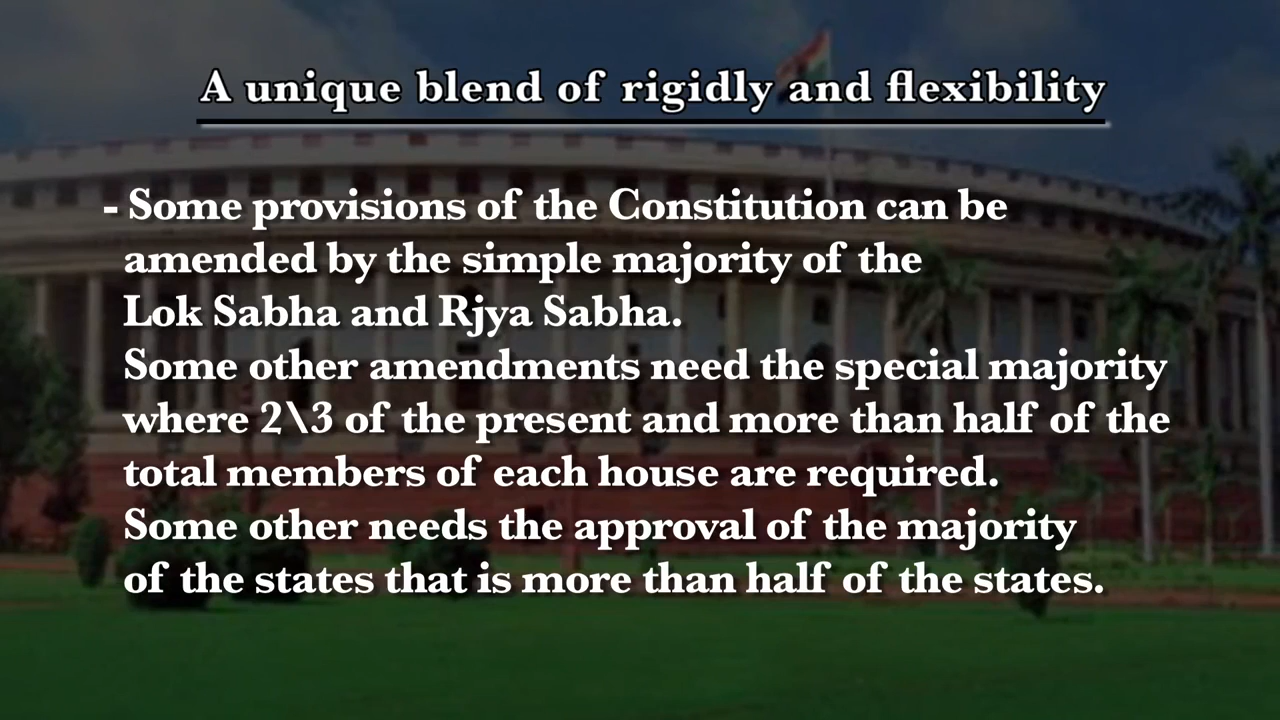 A unique blend of rigidly and flexibility
- Some provisions of the Constitution can be
amended by the simple majority of the
Lok Sabha and Rjya Sabha.
Some other amendments need the special majority
where 2\3 of the present and more than half of the
total members of each house are required.
Some other needs the approval of the majority
of the states that is more than half of the states.